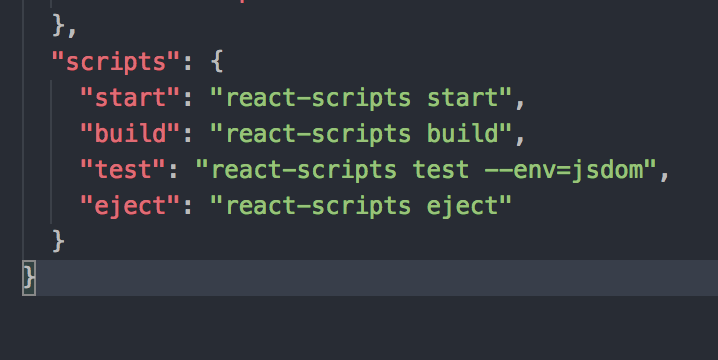 },
"scripts": {
"start": "react-scripts start",
"build": "react-scripts build",
"test": "react-scripts test --env=jsdom",
"eject": "react-scripts eject"
}
}